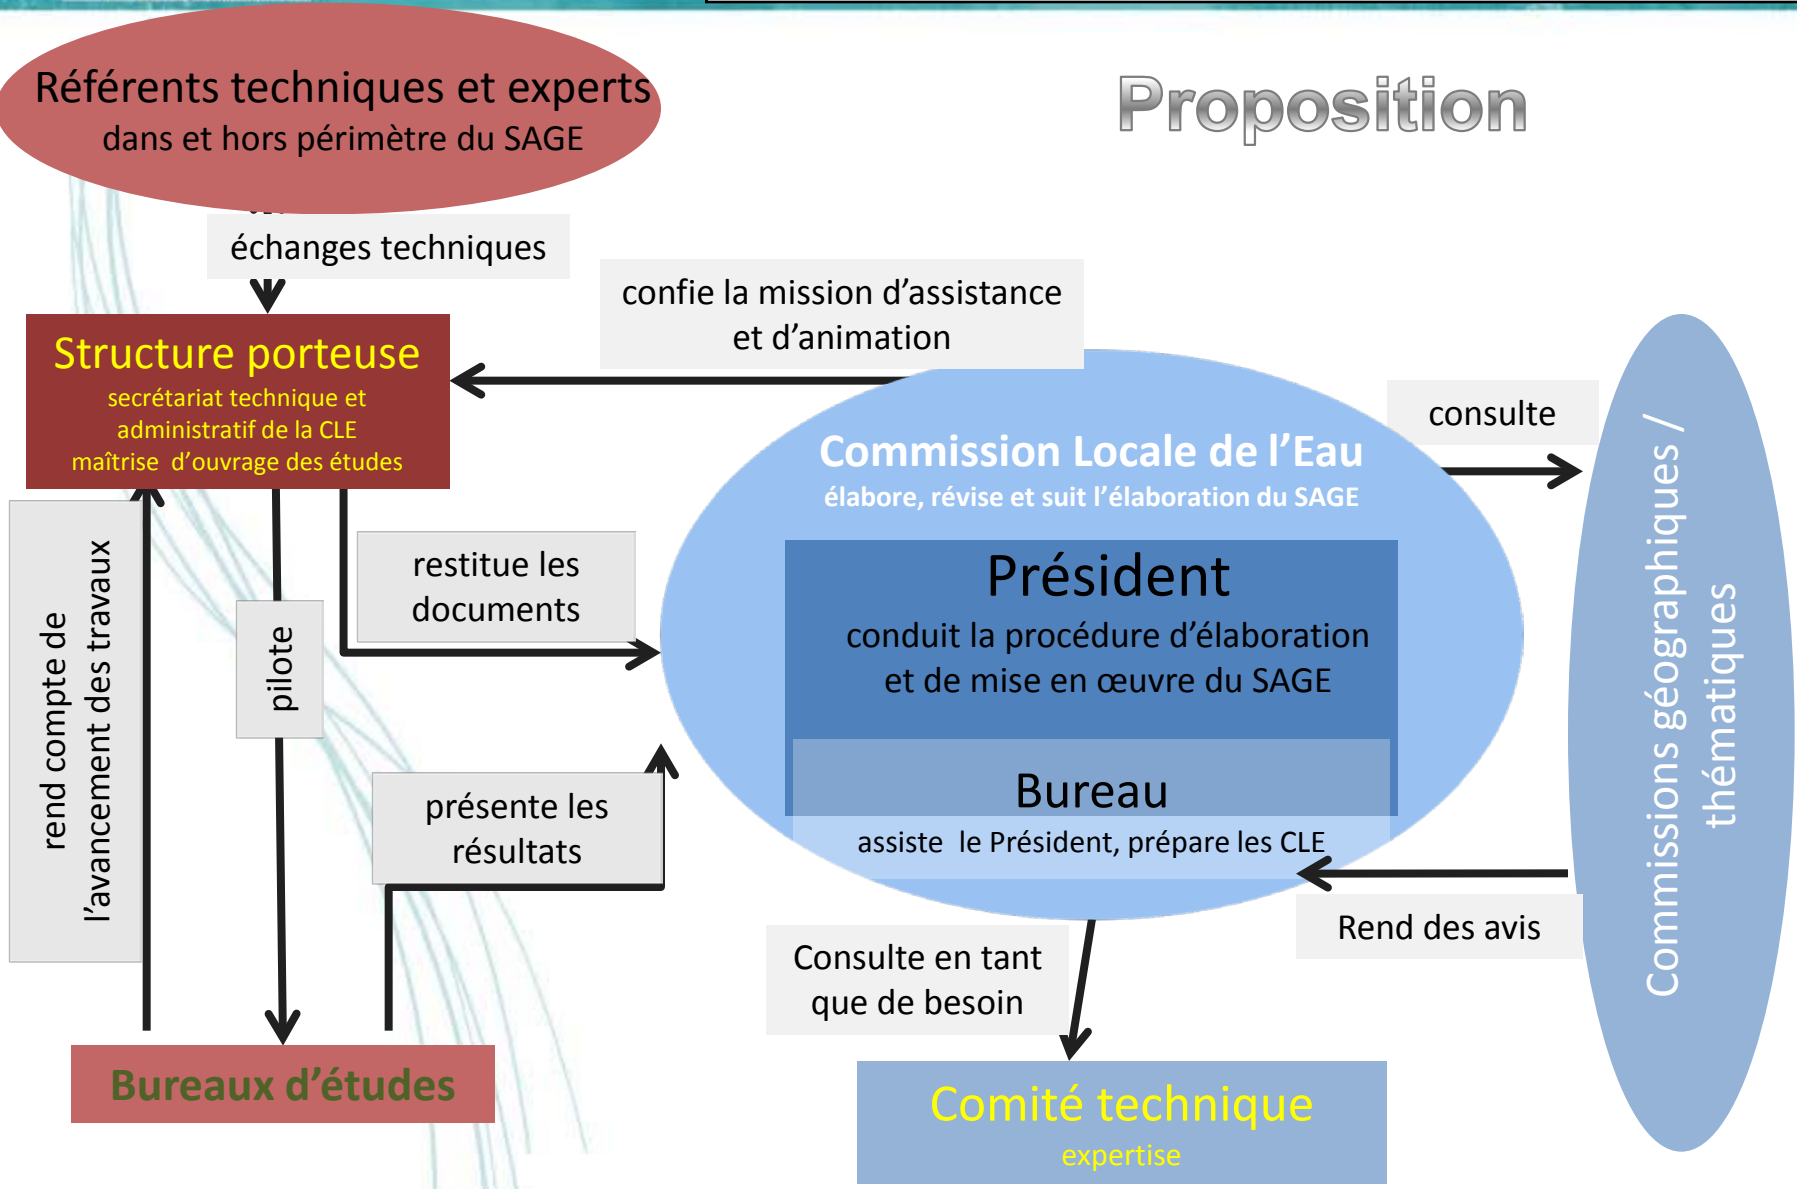 Référents techniques et experts
dans et hors périmètre du SAGE
Proposition
échanges techniques
confie la mission d’assistance
et d’animation
Structure porteuse
secrétariat technique et
administratif de la CLE
maîtrise d’ouvrage des études
consulte
Commission Locale de l’Eau
élabore, révise et suit l’élaboration du SAGE
Président
conduit la procédure d’élaboration
et de mise en œuvre du SAGE
Bureau
assiste le Président, prépare les CLE
restitue les
documents
rend compte de
l’avancement des travaux
pilote
présente les
résultats
Commissions géographiques /
thématiques
Rend des avis
Consulte en tant
que de besoin
Bureaux d’études
Comité technique
expertise